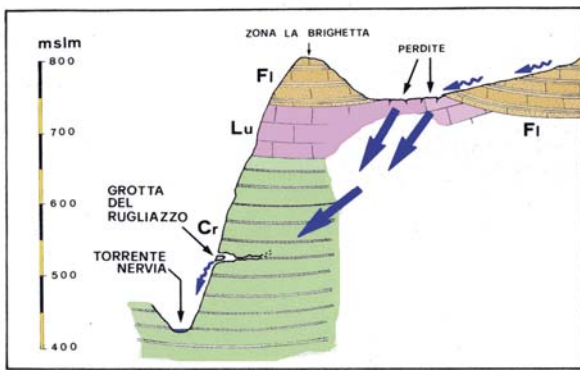 mslm
800
700
600
500
400
ZONA LA BRIGHETTA
PERDITE
Fl
Fl
Lu
GROTTA
DEL
RUGLIAZZO
Cr
TORRENTE
NERVIA